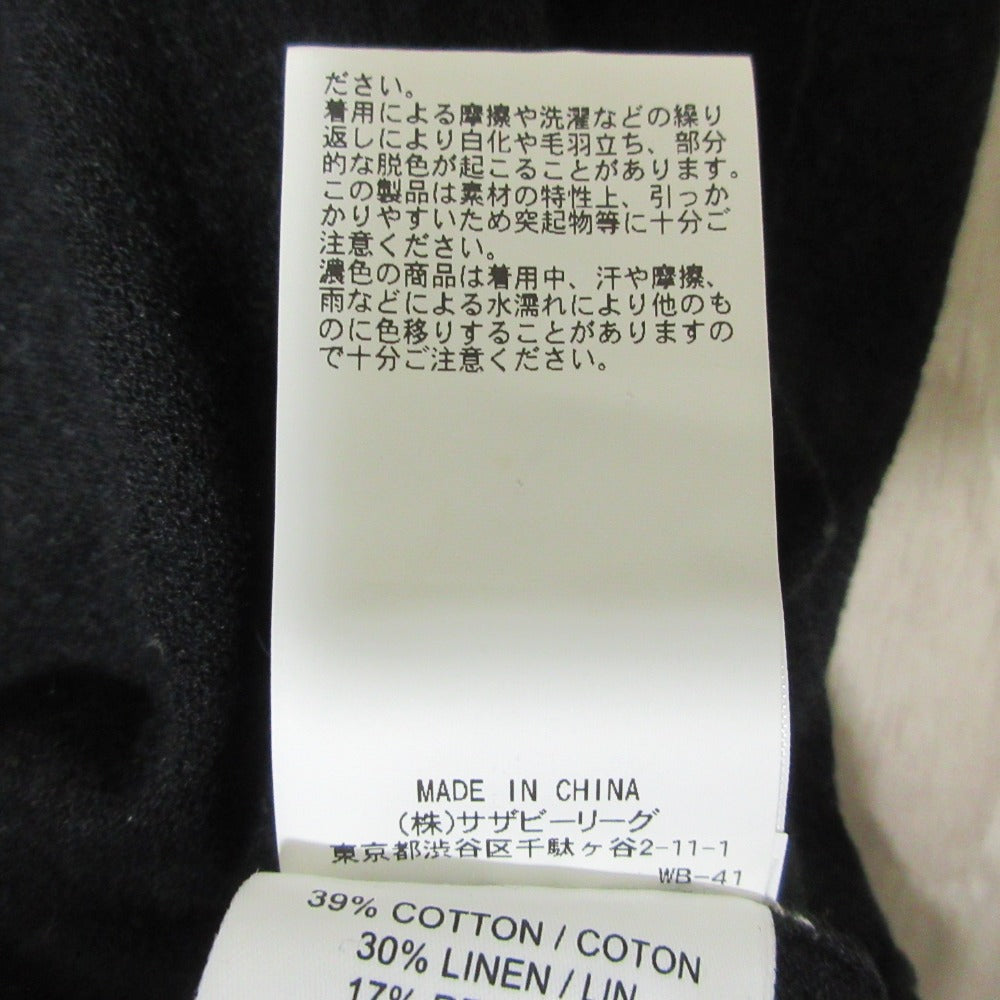 ださい。
着用による摩擦や洗濯などの繰り
返しにより白化や毛羽立ち、部分
的な脱色が起こることがあります。
この製品は素材の特性上、引っか
かりやすいため突起物等に十分ご
注意ください。
濃色の商品は着用中、汗や摩擦、
雨などによる水濡れにより他のも
のに色移りすることがありますの
で十分ご注意ください。
MADE IN CHINA
(株)サザビーリーグ
東京都渋谷区千駄ヶ谷2-11-1
WB-41
39% COTTON / COTON
30% LINEN / LIN
17%